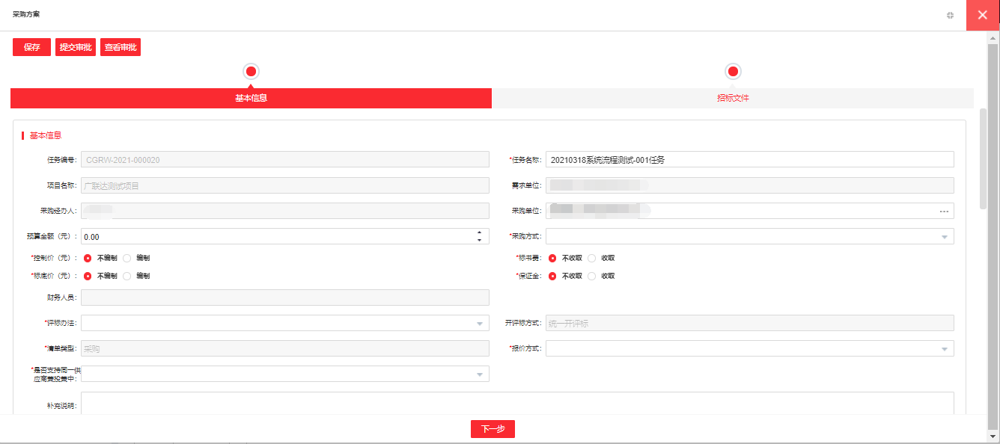 采购方案
保存 提交审批 查看审批
基本信息 招标文件
基本信息
任务编号： CGRW-2021-000020 *任务名称： 20210318系统流程测试-001任务
项目名称： 广联达测试项目 需求单位：
采购经办人： 采购单位： ...
预算金额（元）： 0.00 *采购方式：
*控制价（元）： 不编制 编制 *标书费： 不收取 收取
*标底价（元）： 不编制 编制 *保证金： 不收取 收取
财务人员：
*评标办法： 开评标方式： 统一开评标
*清单类型： 采购 *报价方式：
*是否支持同一供
应商兼投兼中：
补充说明：
下一步